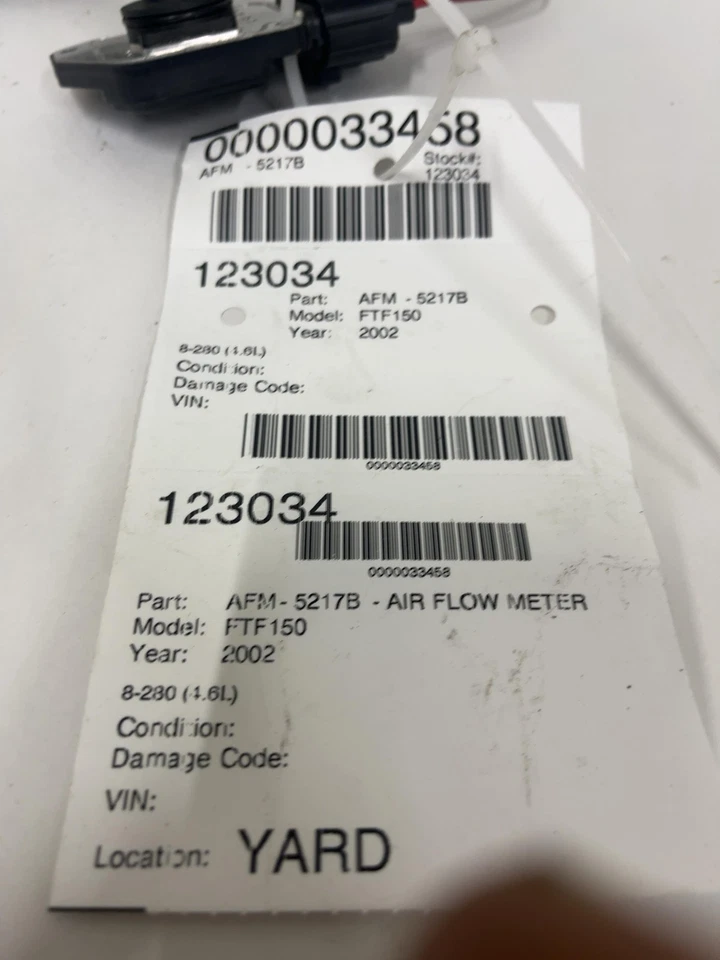 0000033458
AFM - 5217B Stock#:
123034
123034
Part: AFM - 5217B
Model: FTF150
Year: 2002
8-280 (4.6L)
Condition:
Damage Code:
VIN:
0000033458
123034
0000033458
Part: AFM - 5217B - AIR FLOW METER
Model: FTF150
Year: 2002
8-280 (4.6L)
Condition:
Damage Code:
VIN:
Location: YARD